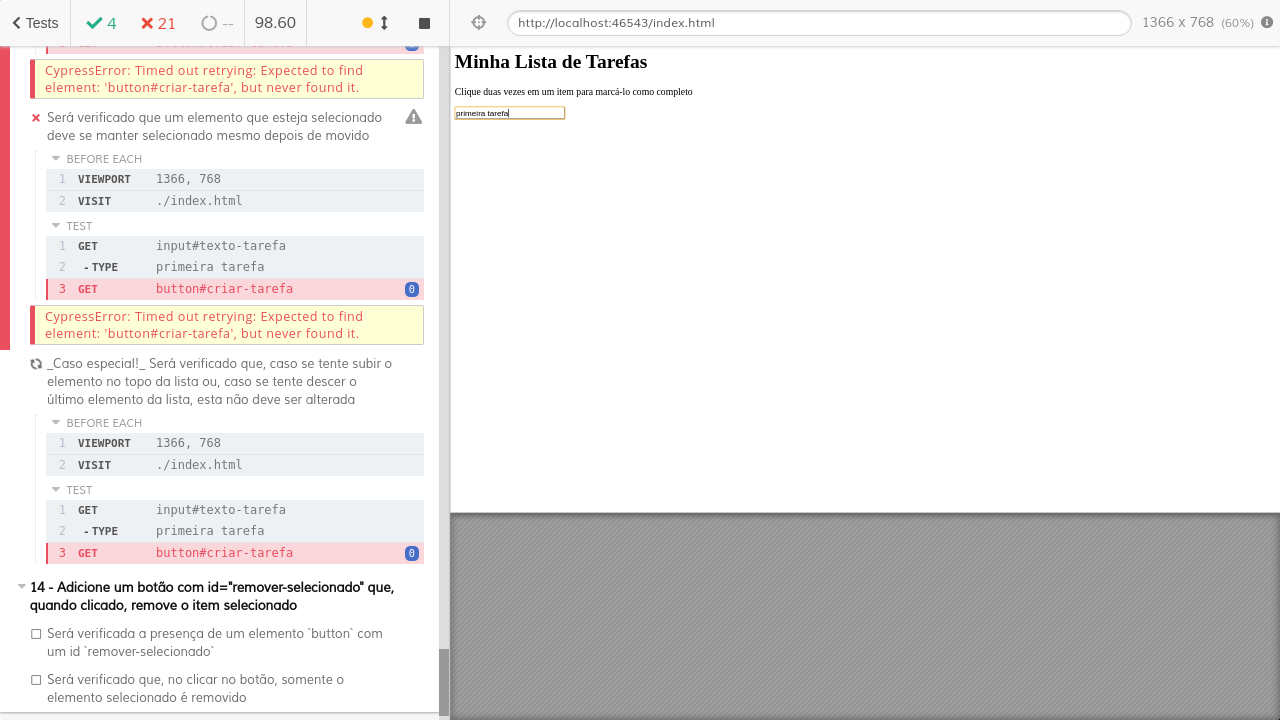 Tests
4
21
--
98.60
http://localhost:46543/index.html
1366 x 768 (60%)
CypressError: Timed out retrying: Expected to find
element: 'button#criar-tarefa', but never found it.
Será verificado que um elemento que esteja selecionado
deve se manter selecionado mesmo depois de movido
BEFORE EACH
1 VIEWPORT 1366, 768
2 VISIT ./index.html
TEST
1 GET input#texto-tarefa
2 - TYPE primeira tarefa
3 GET button#criar-tarefa 0
CypressError: Timed out retrying: Expected to find
element: 'button#criar-tarefa', but never found it.
_Caso especial!_ Será verificado que, caso se tente subir o
elemento no topo da lista ou, caso se tente descer o
último elemento da lista, esta não deve ser alterada
BEFORE EACH
1 VIEWPORT 1366, 768
2 VISIT ./index.html
TEST
1 GET input#texto-tarefa
2 - TYPE primeira tarefa
3 GET button#criar-tarefa 0
14 - Adicione um botão com id="remover-selecionado" que,
quando clicado, remove o item selecionado
Será verificada a presença de um elemento `button` com
um id `remover-selecionado`
Será verificado que, no clicar no botão, somente o
elemento selecionado é removido
Minha Lista de Tarefas
Clique duas vezes em um item para marcá-lo como completo
primeira tarefa